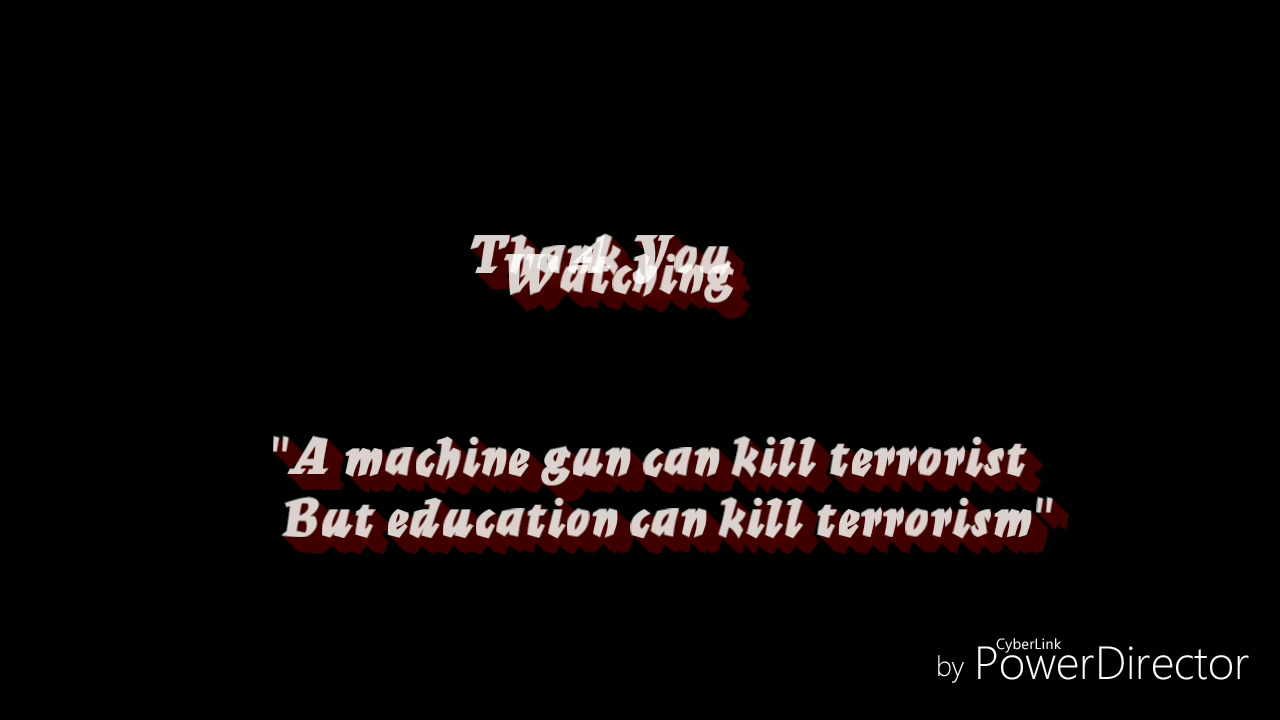 Thank You
Watching
"A machine gun can kill terrorist
But education can kill terrorism"
CyberLink
by PowerDirector